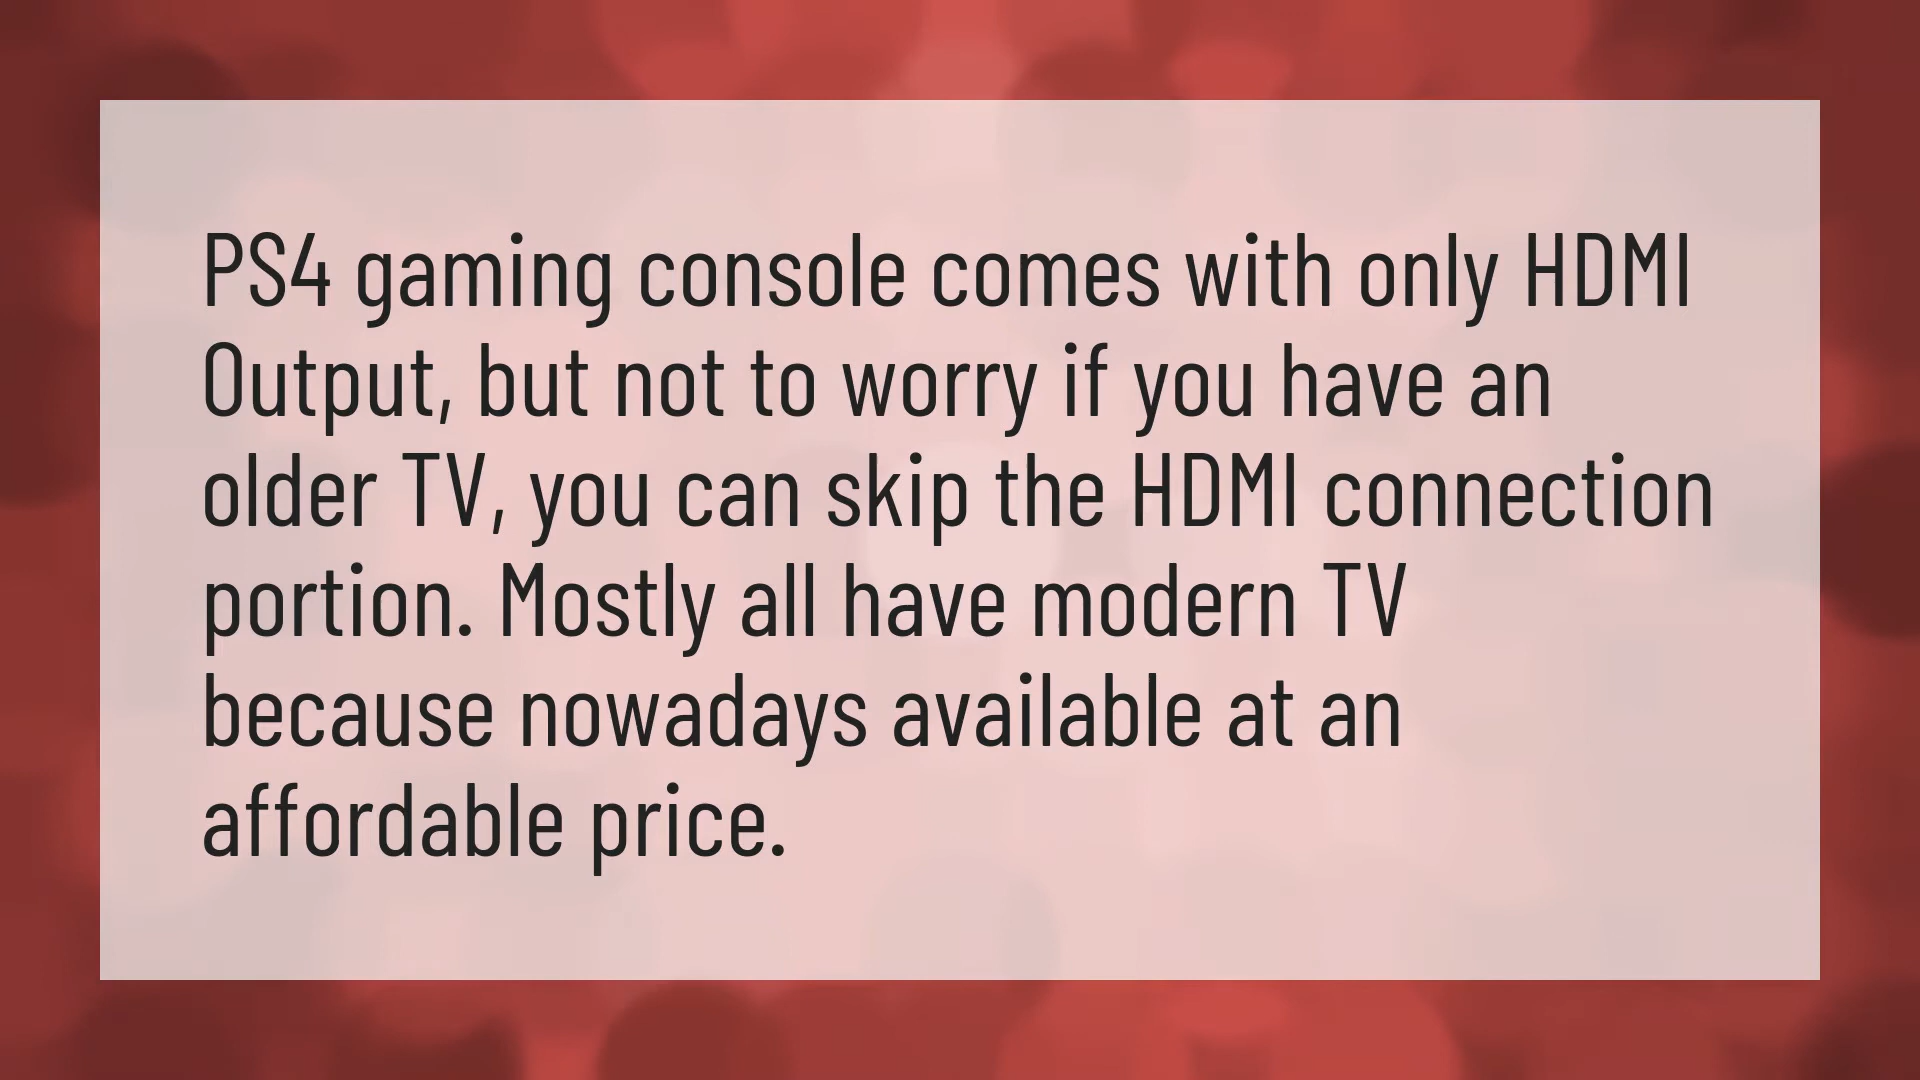 PS4 gaming console comes with only HDMI
Output, but not to worry if you have an
older TV, you can skip the HDMI connection
portion. Mostly all have modern TV
because nowadays available at an
affordable price.